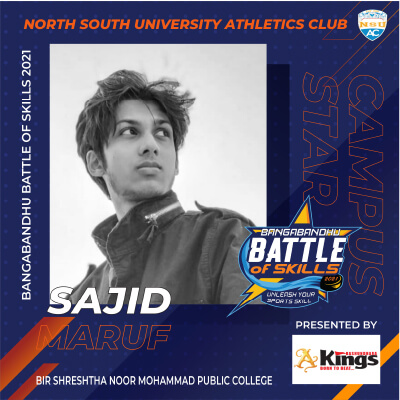 NORTH SOUTH UNIVERSITY ATHLETICS CLUB
NSU
AC
BANGABANDHU BATTLE OF SKILLS 2021
CAMPUS
STAR
BANGABANDHU
BATTLE
of SKILLS
2021
UNLEASH YOUR
SPORTS SKILL
SAJID
MARUF
PRESENTED BY
Kings
BORN TO BEAT
BIR SHRESHTHA NOOR MOHAMMAD PUBLIC COLLEGE